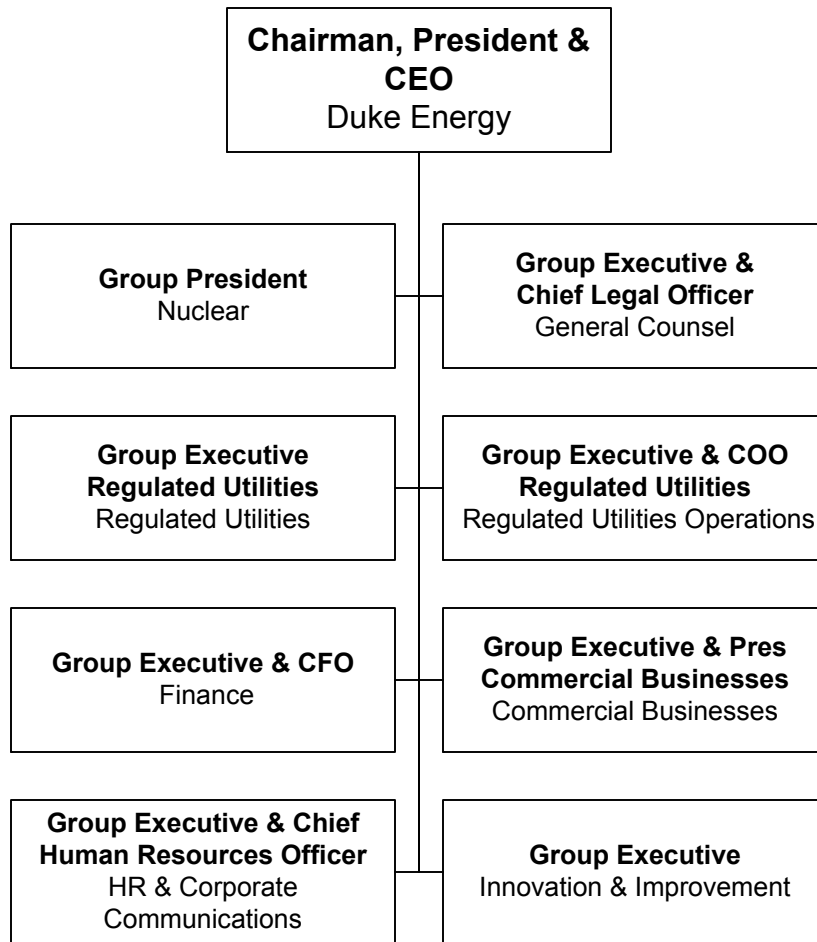 Chairman, President &
CEO
Duke Energy
Group President
Nuclear
Group Executive &
Chief Legal Officer
General Counsel
Group Executive
Regulated Utilities
Regulated Utilities
Group Executive & COO
Regulated Utilities
Regulated Utilities Operations
Group Executive & CFO
Finance
Group Executive & Pres
Commercial Businesses
Commercial Businesses
Group Executive & Chief
Human Resources Officer
HR & Corporate
Communications
Group Executive
Innovation & Improvement